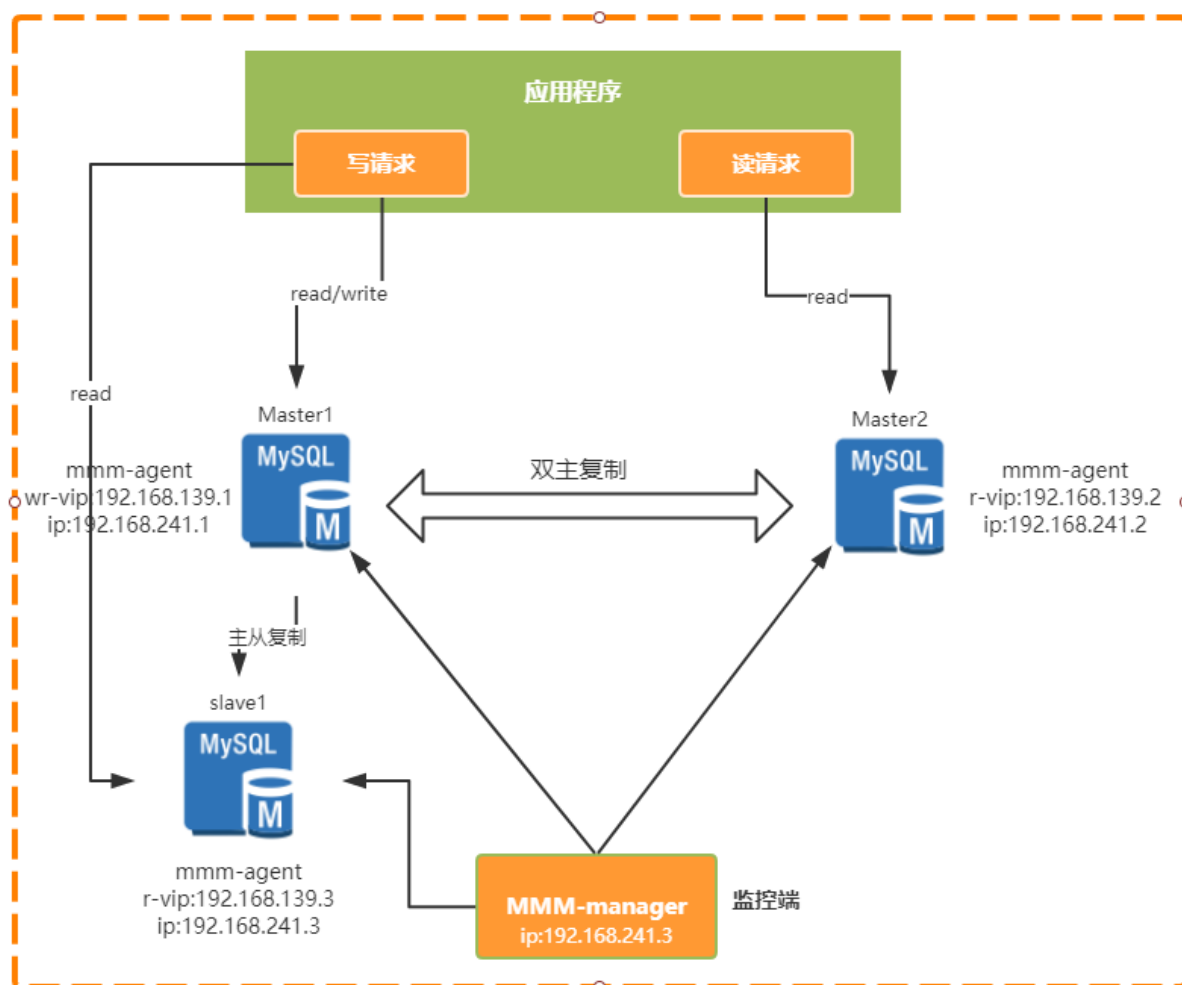 应用程序
写请求
读请求
read/write
read
read
Master1
MySQL
M
mmm-agent
wr-vip:192.168.139.1
ip:192.168.241.1
双主复制
Master2
MySQL
M
mmm-agent
r-vip:192.168.139.2
ip:192.168.241.2
主从复制
slave1
MySQL
M
mmm-agent
r-vip:192.168.139.3
ip:192.168.241.3
MMM-manager
ip:192.168.241.3
监控端